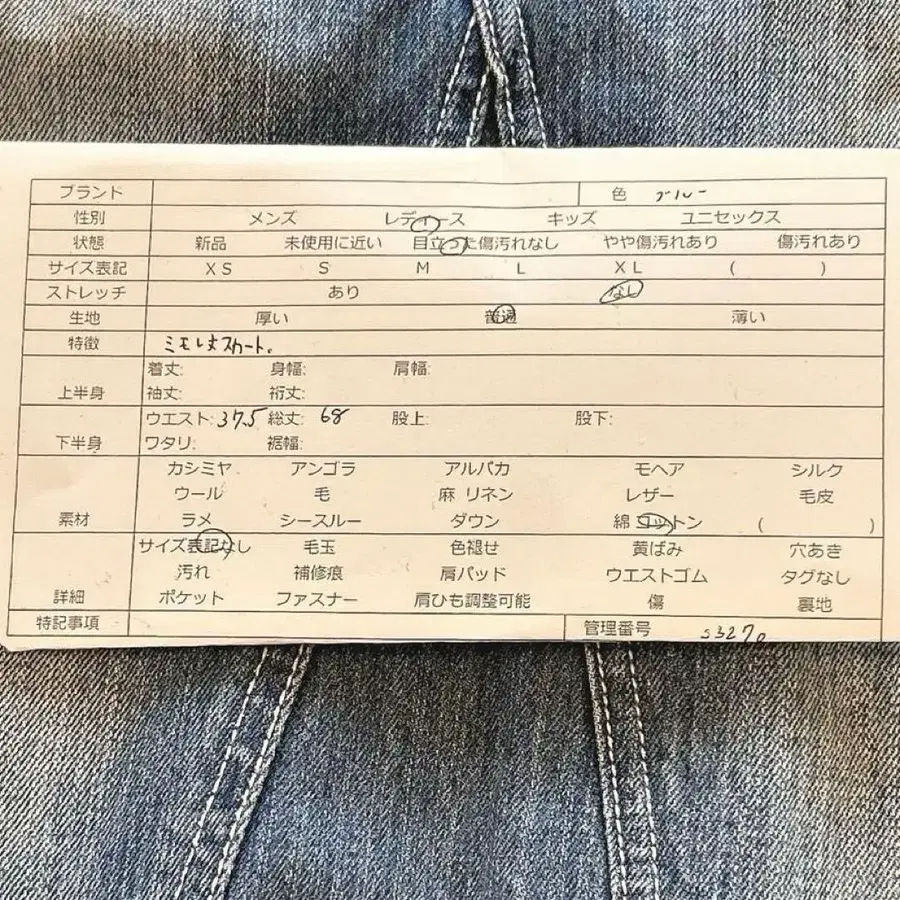 ブランド 色 ブルー
性別 メンズ レディース キッズ ユニセックス
状態 新品 未使用に近い 目立った傷汚れなし やや傷汚れあり 傷汚れあり
サイズ表記 XS S M L XL ( )
ストレッチ あり なし
生地 厚い 普通 薄い
特徴 ミモレ丈スカート。
上半身 着丈: 身幅: 肩幅:
袖丈: 裄丈:
下半身 ウエスト: 37.5 総丈: 68 股上: 股下:
ワタリ: 裾幅:
素材 カシミヤ アンゴラ アルパカ モヘア シルク
ウール 毛 麻 リネン レザー 毛皮
ラメ シースルー ダウン 綿 コットン ( )
詳細 サイズ表記なし 毛玉 色褪せ 黄ばみ 穴あき
汚れ 補修痕 肩パッド ウエストゴム タグなし
ポケット ファスナー 肩ひも調整可能 傷 裏地
特記事項 管理番号 S3270